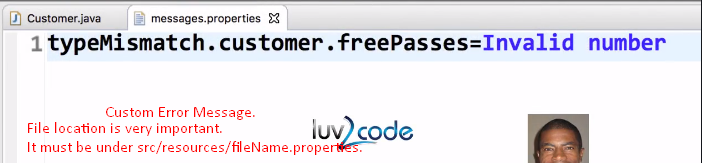 Customer.java
messages.properties
1 typeMismatch.customer.freePasses=Invalid number
Custom Error Message.
File location is very important.
luv2code
It must be under src/resources/fileName.properties.